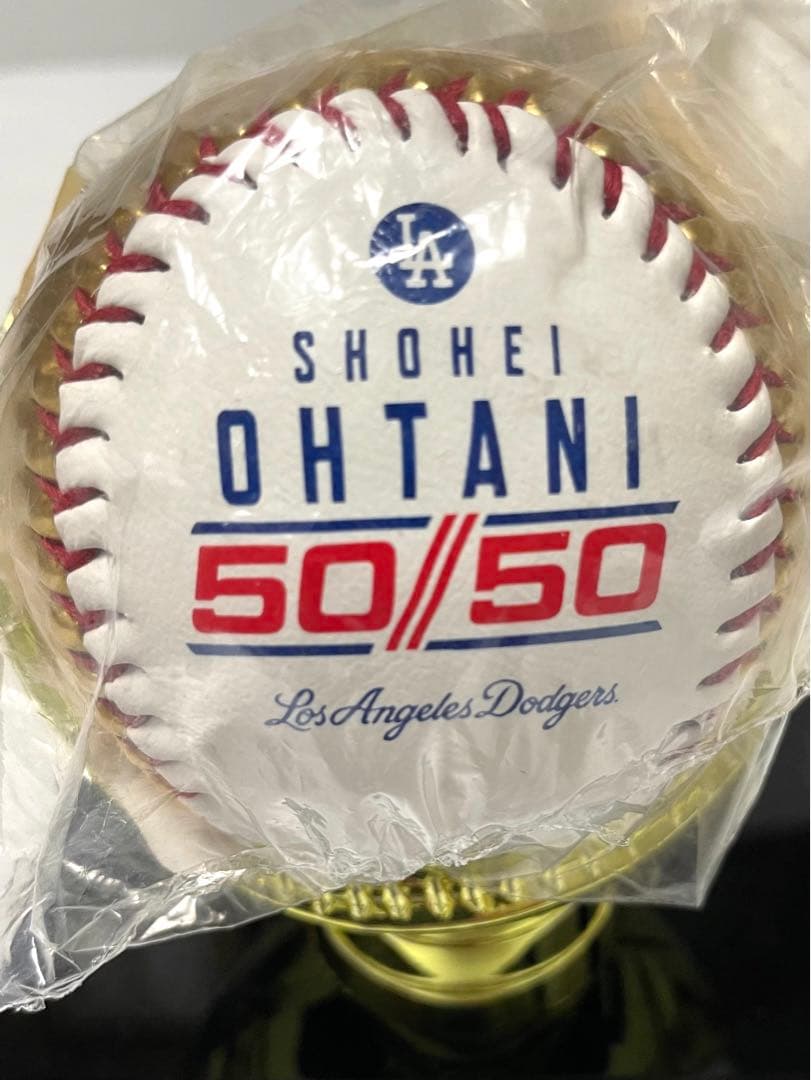 LA
SHOHEI
OHTANI
50//50
Los Angeles Dodgers.